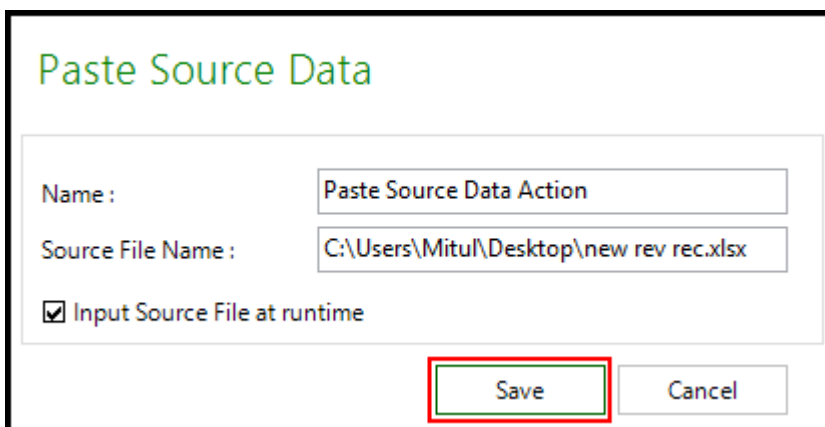 Paste Source Data
Name : Paste Source Data Action
Source File Name : C:\Users\Mitul\Desktop\new rev rec.xlsx
Input Source File at runtime
Save Cancel